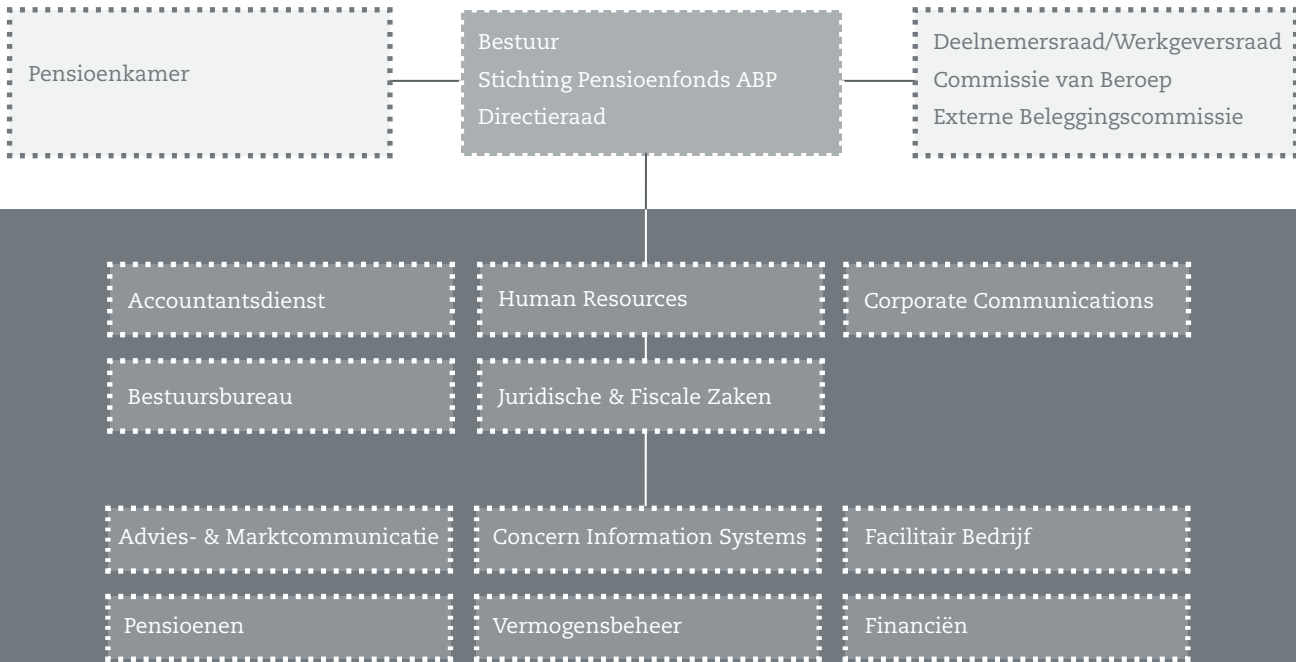 Pensioenkamer
Bestuur
Stichting Pensioenfonds ABP
Directieraad
Deelnemersraad/Werkgeversraad
Commissie van Beroep
Externe Beleggingscommissie
Accountantsdienst
Human Resources
Corporate Communications
Bestuursbureau
Juridische & Fiscale Zaken
Advies- & Marktcommunicatie
Concern Information Systems
Facilitair Bedrijf
Pensioenen
Vermogensbeheer
Financiën